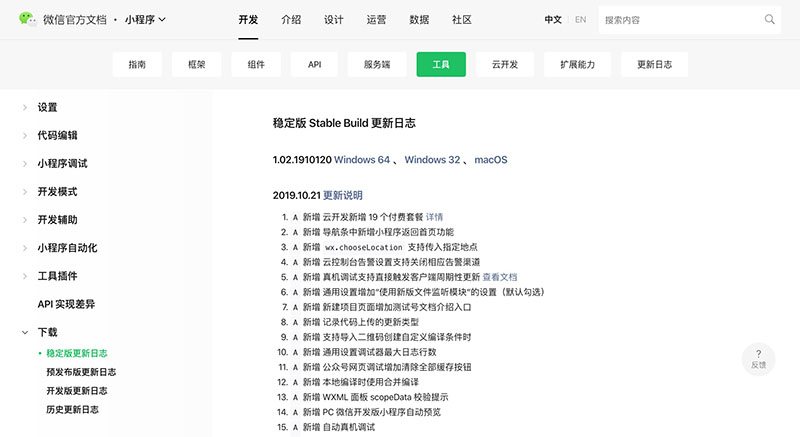 微信官方文档 · 小程序 开发 介绍 设计 运营 数据 社区 中文 EN 搜索内容
指南 框架 组件 API 服务端 工具 云开发 扩展能力 更新日志
设置
代码编辑
小程序调试
开发模式
开发辅助
小程序自动化
工具插件
API 实现差异
下载
稳定版更新日志
预发布版更新日志
开发版更新日志
历史更新日志
稳定版 Stable Build 更新日志
1.02.1910120 Windows 64 、 Windows 32 、 macOS
2019.10.21 更新说明
1. A 新增 云开发新增 19 个付费套餐 详情
2. A 新增 导航条中新增小程序返回首页功能
3. A 新增 wx.chooseLocation 支持传入指定地点
4. A 新增 云控制台告警设置支持关闭相应告警渠道
5. A 新增 真机调试支持直接触发客户端周期性更新 查看文档
6. A 新增 通用设置增加“使用新版文件监听模块”的设置（默认勾选）
7. A 新增 新建项目页面增加测试号文档介绍入口
8. A 新增 记录代码上传的更新类型
9. A 新增 支持导入二维码创建自定义编译条件时
10. A 新增 通用设置调试器最大日志行数
11. A 新增 公众号网页调试增加清除全部缓存按钮
12. A 新增 本地编译时使用合并编译
13. A 新增 WXML 面板 scopeData 校验提示
14. A 新增 PC 微信开发版小程序自动预览
15. A 新增 自动真机调试
?
反馈